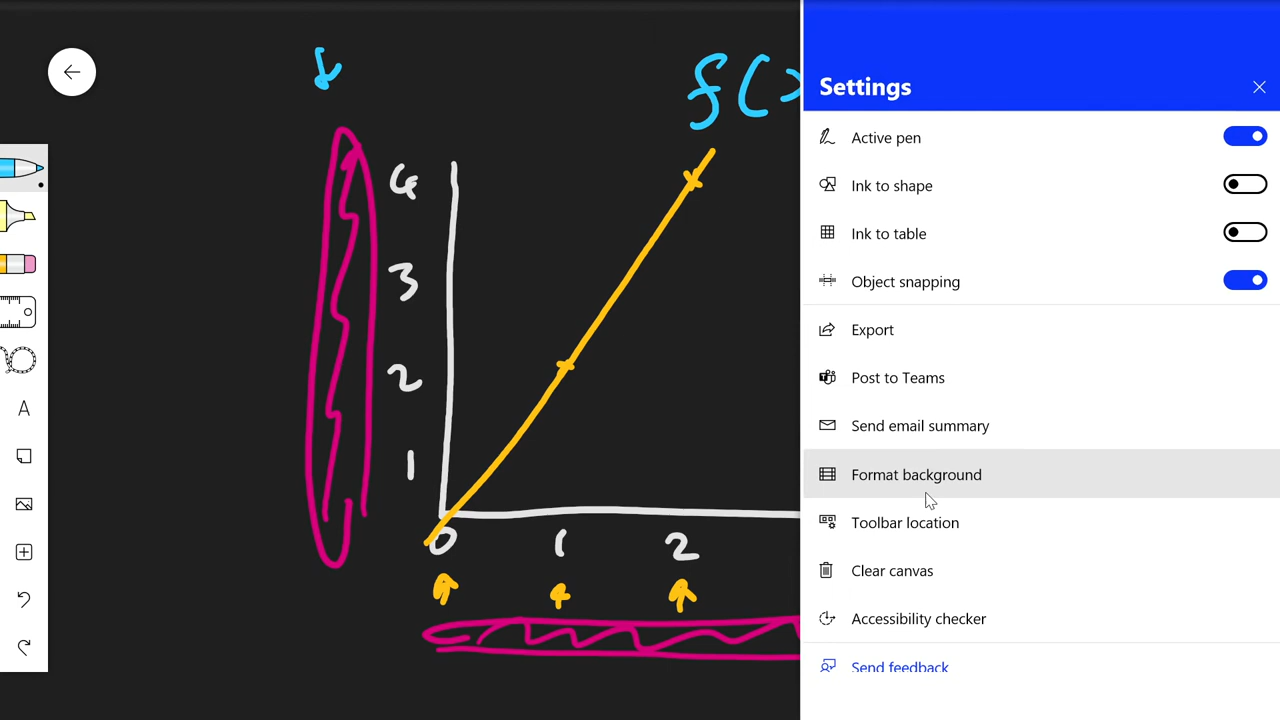 f(
Settings
Active pen
Ink to shape
Ink to table
Object snapping
Export
Post to Teams
Send email summary
Format background
Toolbar location
Clear canvas
Accessibility checker
Send feedback
4
3
2
1
0 1 2
A